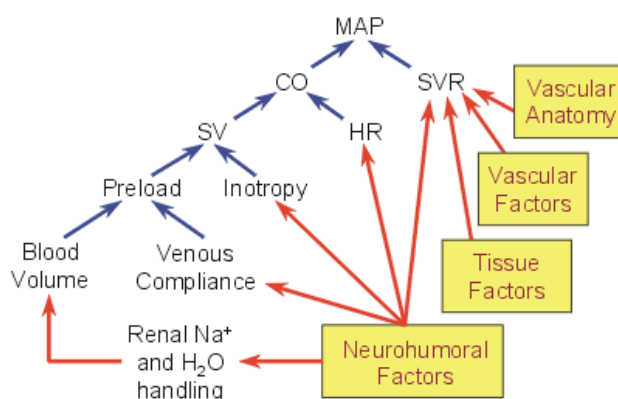 MAP
CO
SVR
Vascular
Anatomy
SV
HR
Vascular
Factors
Preload
Inotropy
Blood
Volume
Venous
Compliance
Tissue
Factors
Renal Na⁺
and H₂O
handling
Neurohumoral
Factors